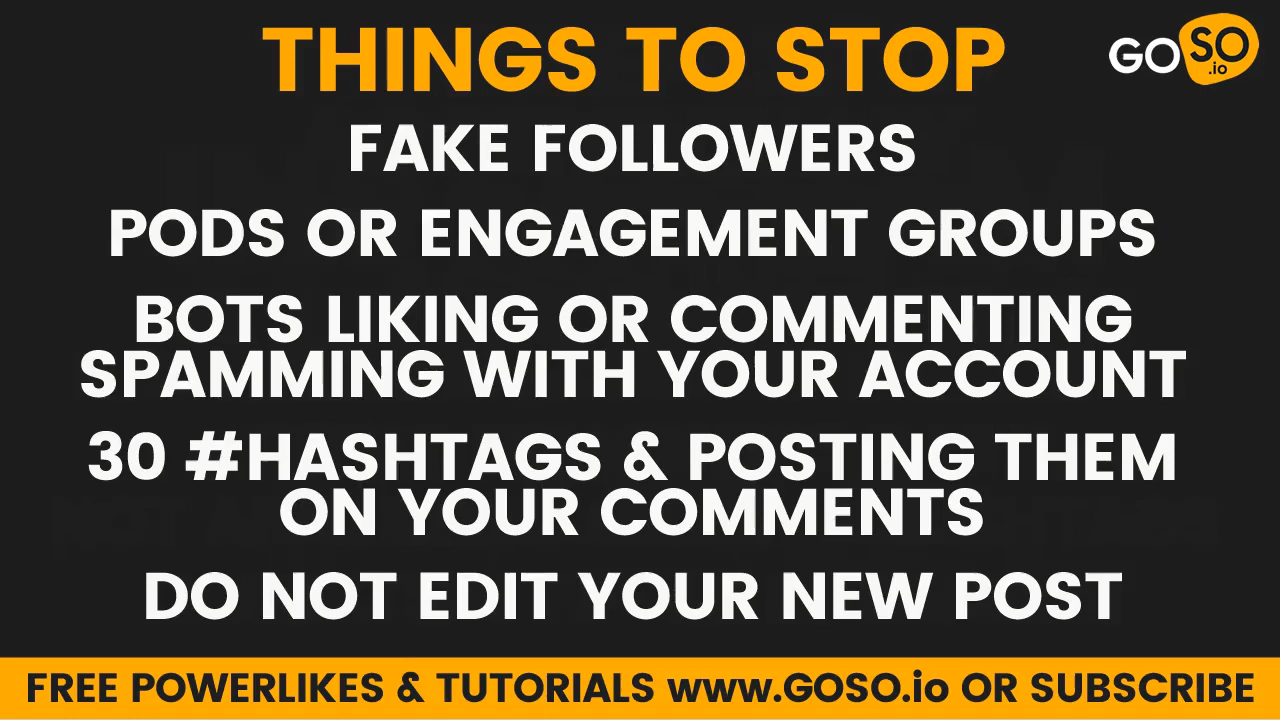 THINGS TO STOP
GOSO
.io
FAKE FOLLOWERS
PODS OR ENGAGEMENT GROUPS
BOTS LIKING OR COMMENTING
SPAMMING WITH YOUR ACCOUNT
30 #HASHTAGS & POSTING THEM
ON YOUR COMMENTS
DO NOT EDIT YOUR NEW POST
FREE POWERLIKES & TUTORIALS www.GOSO.io OR SUBSCRIBE